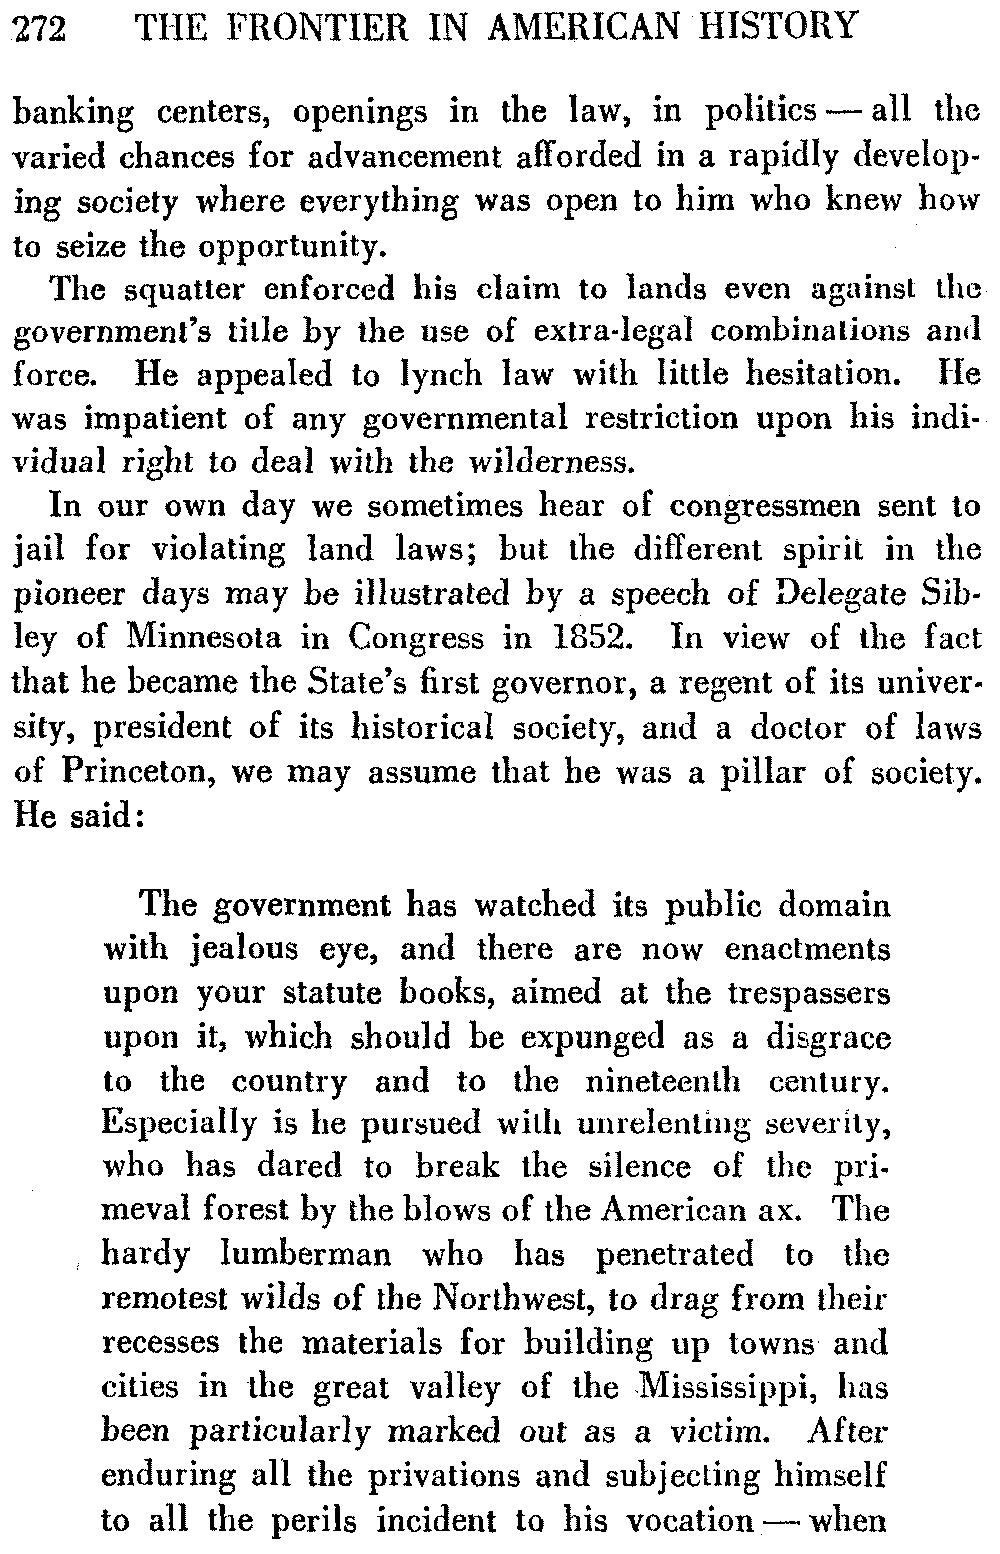 272 THE FRONTIER IN AMERICAN HISTORY
banking centers, openings in the law, in politics — all the
varied chances for advancement afforded in a rapidly develop-
ing society where everything was open to him who knew how
to seize the opportunity.
The squatter enforced his claim to lands even against the
government's title by the use of extra-legal combinations and
force. He appealed to lynch law with little hesitation. He
was impatient of any governmental restriction upon his indi-
vidual right to deal with the wilderness.
In our own day we sometimes hear of congressmen sent to
jail for violating land laws; but the different spirit in the
pioneer days may be illustrated by a speech of Delegate Sib-
ley of Minnesota in Congress in 1852. In view of the fact
that he became the State's first governor, a regent of its univer-
sity, president of its historical society, and a doctor of laws
of Princeton, we may assume that he was a pillar of society.
He said:
The government has watched its public domain
with jealous eye, and there are now enactments
upon your statute books, aimed at the trespassers
upon it, which should be expunged as a disgrace
to the country and to the nineteenth century.
Especially is he pursued with unrelenting severity,
who has dared to break the silence of the pri-
meval forest by the blows of the American ax. The
hardy lumberman who has penetrated to the
remotest wilds of the Northwest, to drag from their
recesses the materials for building up towns and
cities in the great valley of the Mississippi, has
been particularly marked out as a victim. After
enduring all the privations and subjecting himself
to all the perils incident to his vocation — when